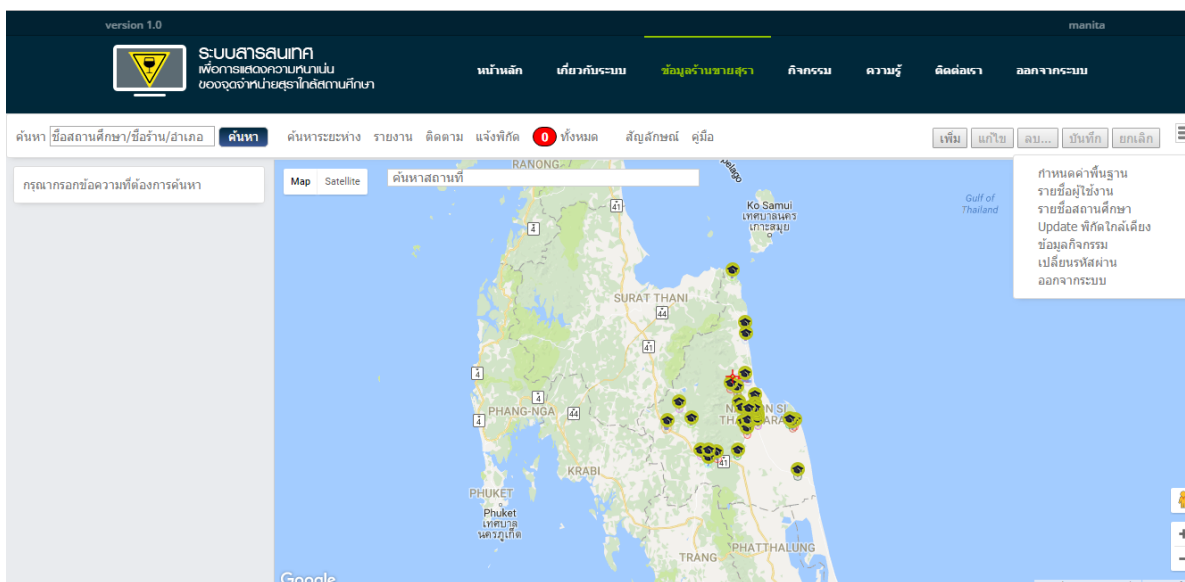 version 1.0
manita
ระบบสารสนเทศ
เพื่อการแสดงความหนาแน่น
ของจุดจำหน่ายสุราใกล้สถานศึกษา
หน้าหลัก เกี่ยวกับระบบ ข้อมูลร้านขายสุรา กิจกรรม ความรู้ ติดต่อเรา ออกจากระบบ
ค้นหา ชื่อสถานศึกษา/ชื่อร้าน/อำเภอ ค้นหา ค้นหาระยะห่าง รายงาน ติดตาม แจ้งพิกัด 0 ทั้งหมด สัญลักษณ์ คู่มือ เพิ่ม แก้ไข ลบ... บันทึก ยกเลิก
กรุณากรอกข้อความที่ต้องการค้นหา
Map Satellite ค้นหาสถานที่
กำหนดค่าพื้นฐาน
รายชื่อผู้ใช้งาน
รายชื่อสถานศึกษา
Update พิกัดใกล้เคียง
ข้อมูลกิจกรรม
เปลี่ยนรหัสผ่าน
ออกจากระบบ
RANONG
pelago
41
Ko Samui
เทศบาลนคร
เกาะสมุย
Gulf of
Thailand
4
SURAT THANI
44
41
4
4
PHANG-NGA 44
4
41
KRABI
PHUKET
Phuket
เทศบาล
นครภูเก็ต
PHATTHALUNG
TRANG
Google
+
−